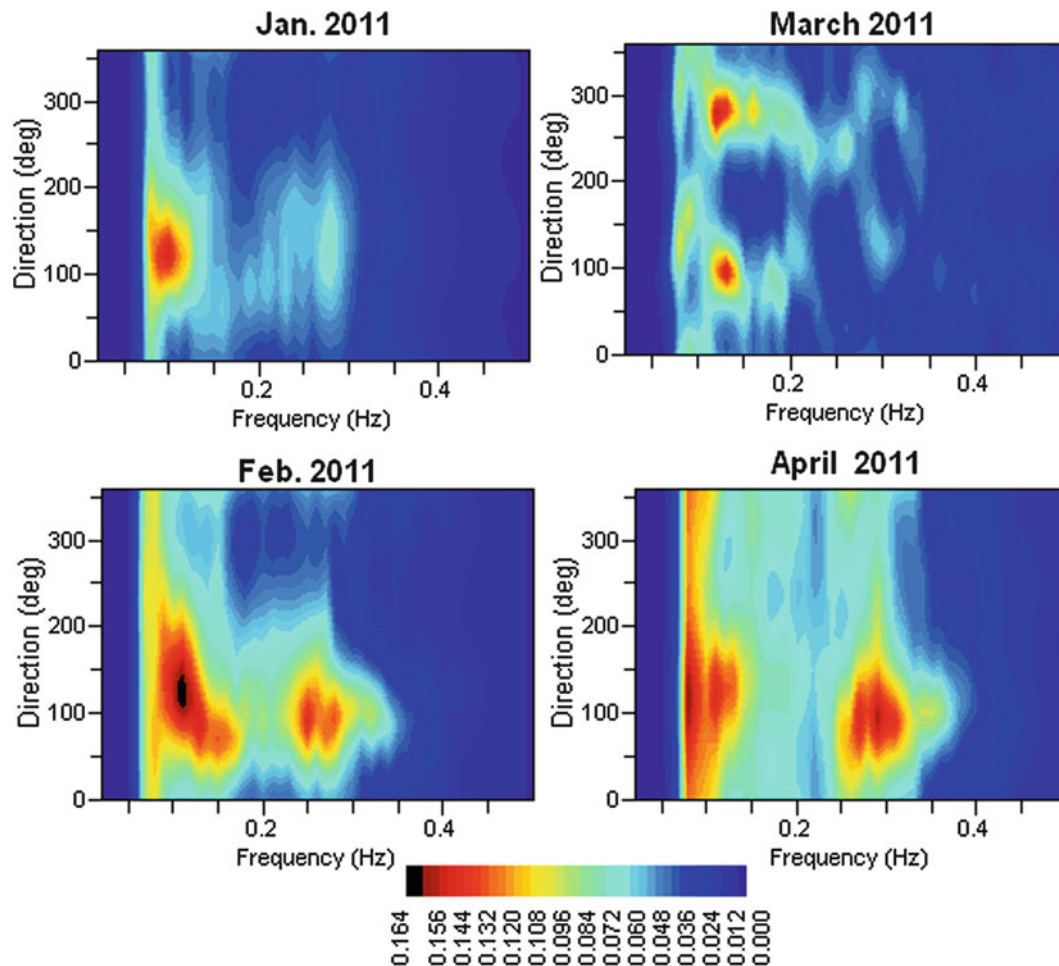 Jan. 2011
300
200
100
0
Direction (deg)
0.2 0.4
Frequency (Hz)
March 2011
300
200
100
0
Direction (deg)
0.2 0.4
Frequency (Hz)
Feb. 2011
300
200
100
0
Direction (deg)
0.2 0.4
Frequency (Hz)
April 2011
300
200
100
0
Direction (deg)
0.2 0.4
Frequency (Hz)
0.164
0.156
0.144
0.132
0.120
0.108
0.096
0.084
0.072
0.060
0.048
0.036
0.024
0.012
0.000